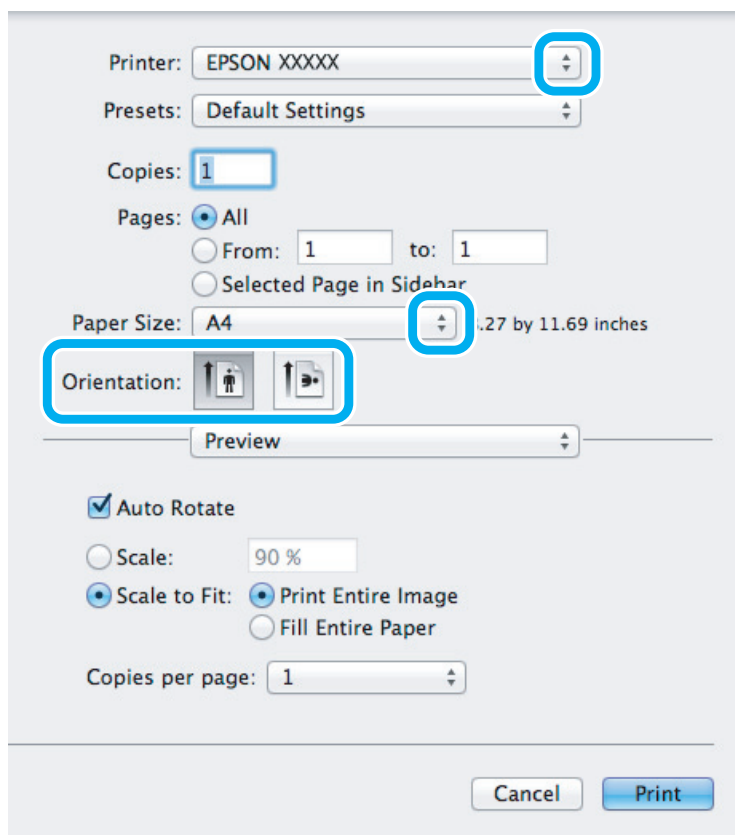 Printer: EPSON XXXXX
Presets: Default Settings
Copies: 1
Pages: All
From: 1 to: 1
Selected Page in Sidebar
Paper Size: A4 .27 by 11.69 inches
Orientation:
Preview
Auto Rotate
Scale: 90 %
Scale to Fit: Print Entire Image
Fill Entire Paper
Copies per page: 1
Cancel Print